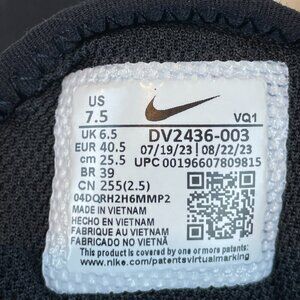 US
7.5
VQ1
UK 6.5
DV2436-003
EUR 40.5
07/19/23 | 08/22/23
cm 25.5
UPC 00196607809815
BR 39
CN 255(2.5)
04DQRH2H6MMP2
MADE IN VIETNAM
HECHO EN VIETNAM
FABRIQUE AU VIETNAM
FABRICADO NO VIETNÃ
This product is covered by one or more patents:
www.nike.com/patentsvirtualmarking